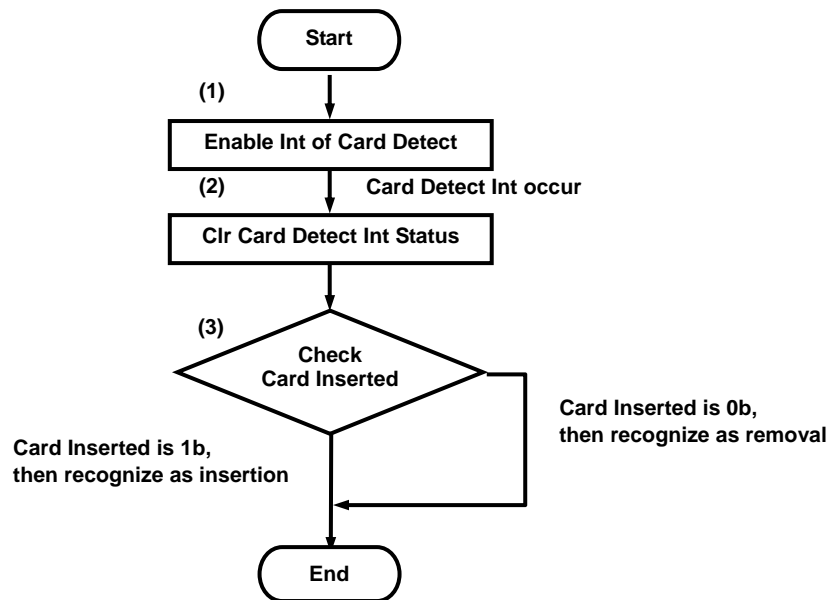 Start
(1)
Enable Int of Card Detect
(2)
Card Detect Int occur
Clr Card Detect Int Status
(3)
Check
Card Inserted
Card Inserted is 0b,
then recognize as removal
Card Inserted is 1b,
then recognize as insertion
End